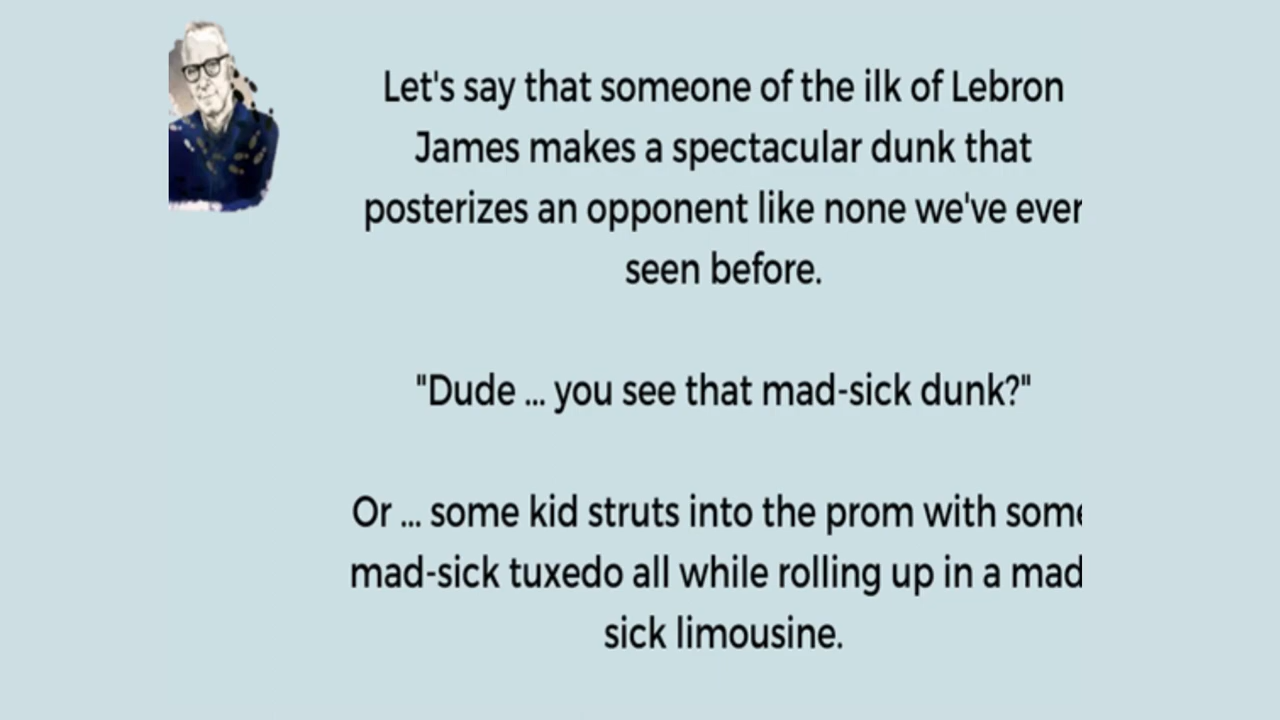 Let's say that someone of the ilk of Lebron
James makes a spectacular dunk that
posterizes an opponent like none we've ever
seen before.
"Dude ... you see that mad-sick dunk?"
Or ... some kid struts into the prom with some
mad-sick tuxedo all while rolling up in a mad
sick limousine.